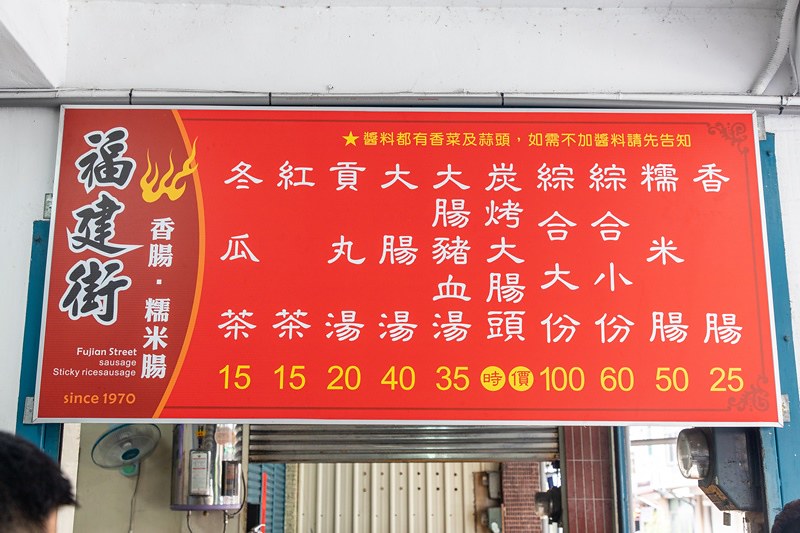 ★醬料都有香菜及蒜頭，如需不加醬料請先告知
福建街
香腸．糯米腸
Fujian Street
sausage
Sticky ricesausage
since 1970
香腸 25
糯米腸 50
綜合小份 60
綜合大份 100
炭烤大腸頭 時價
大腸豬血湯 35
大腸湯 40
貢丸湯 20
紅茶 15
冬瓜茶 15